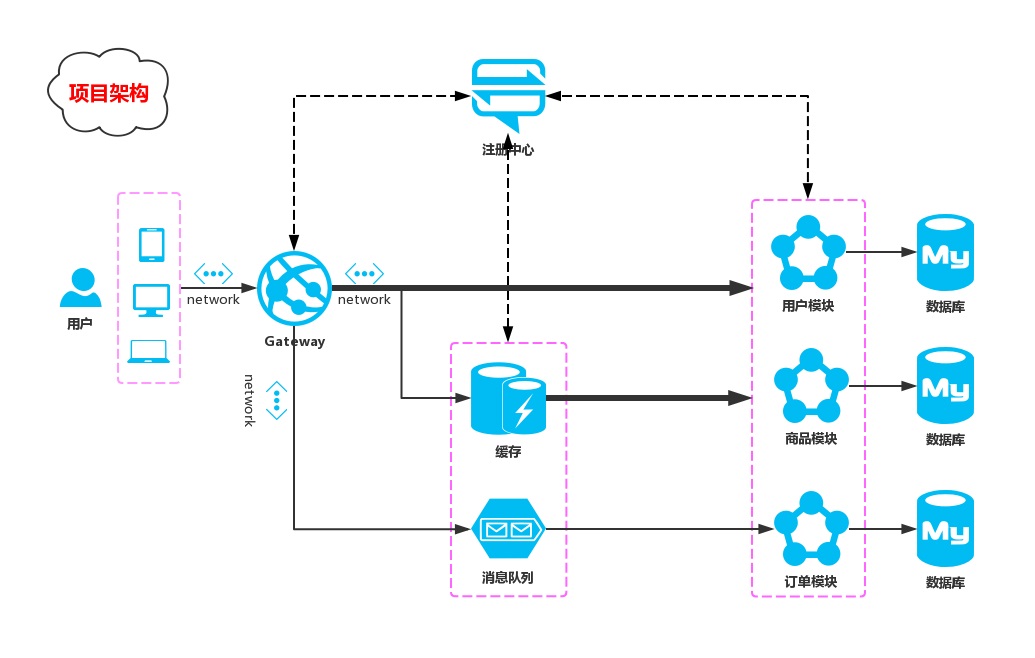 项目架构
注册中心
用户
network
Gateway
network
network
用户模块
My
数据库
缓存
商品模块
My
数据库
消息队列
订单模块
My
数据库